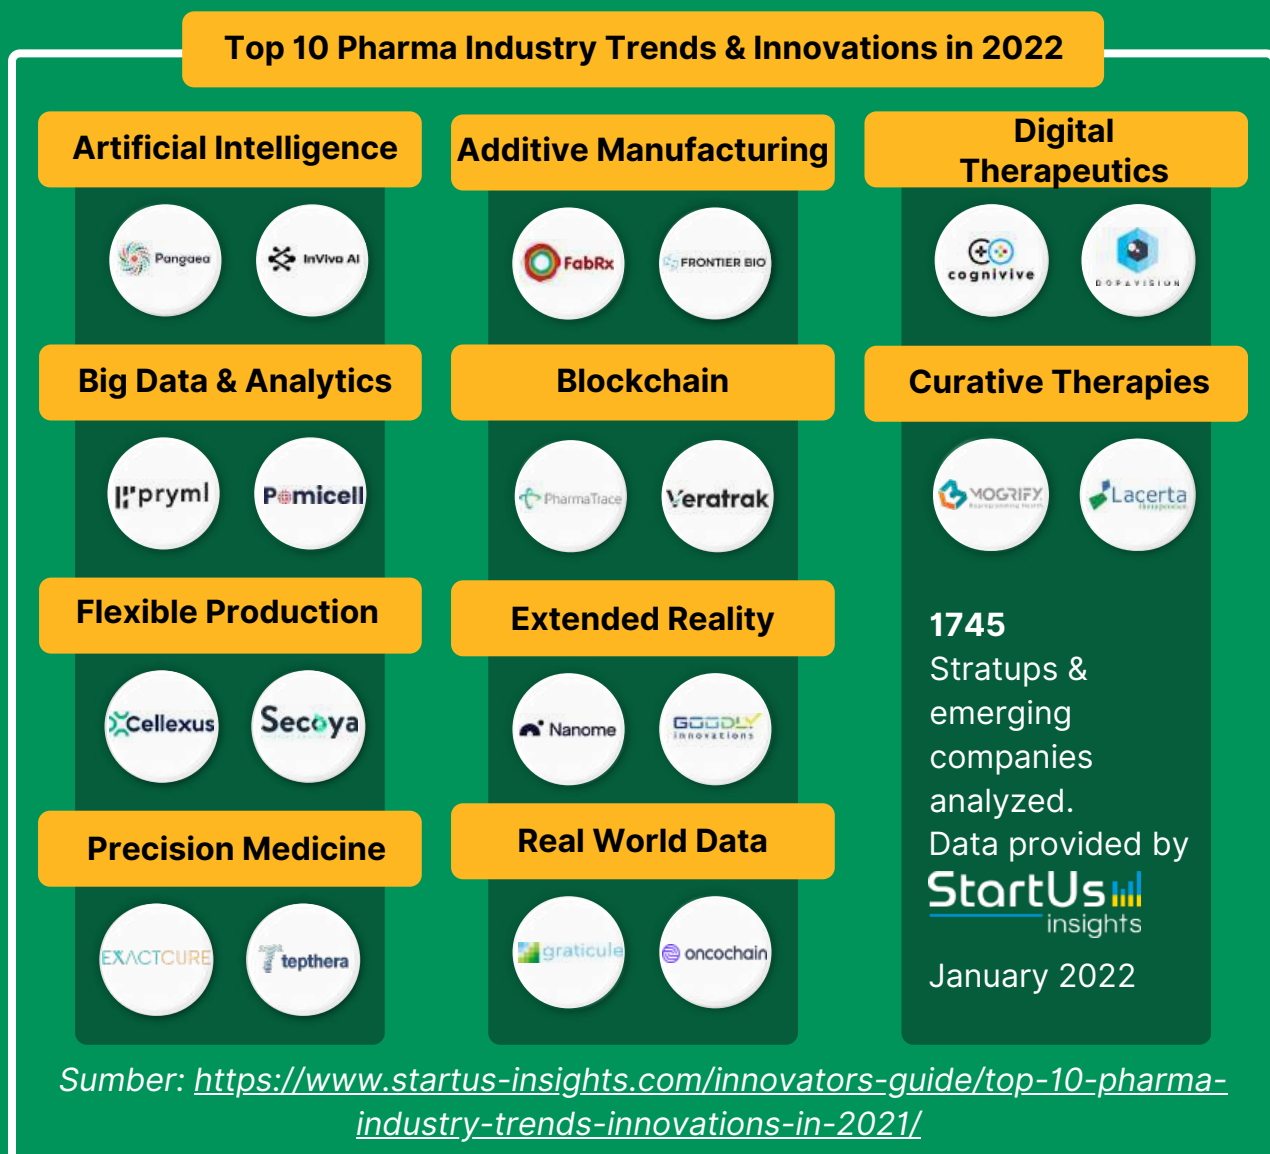 Top 10 Pharma Industry Trends & Innovations in 2022
Artificial Intelligence
Pangaea
InVivo AI
Big Data & Analytics
pryml
Pomicell
Flexible Production
Cellexus
Secoya
Precision Medicine
EXACTCURE
tepthera
Additive Manufacturing
FabRx
FRONTIER BIO
Blockchain
PharmaTrace
Veratrak
Extended Reality
Nanome
GOODLY
innovations
Real World Data
graticule
oncochain
Digital
Therapeutics
cognivive
DOPAVISION
Curative Therapies
MOGRIFY
Lacerta
therapeutics
1745
Stratups &
emerging
companies
analyzed.
Data provided by
StartUs
insights
January 2022
Sumber: https://www.startus-insights.com/innovators-guide/top-10-pharma-
industry-trends-innovations-in-2021/